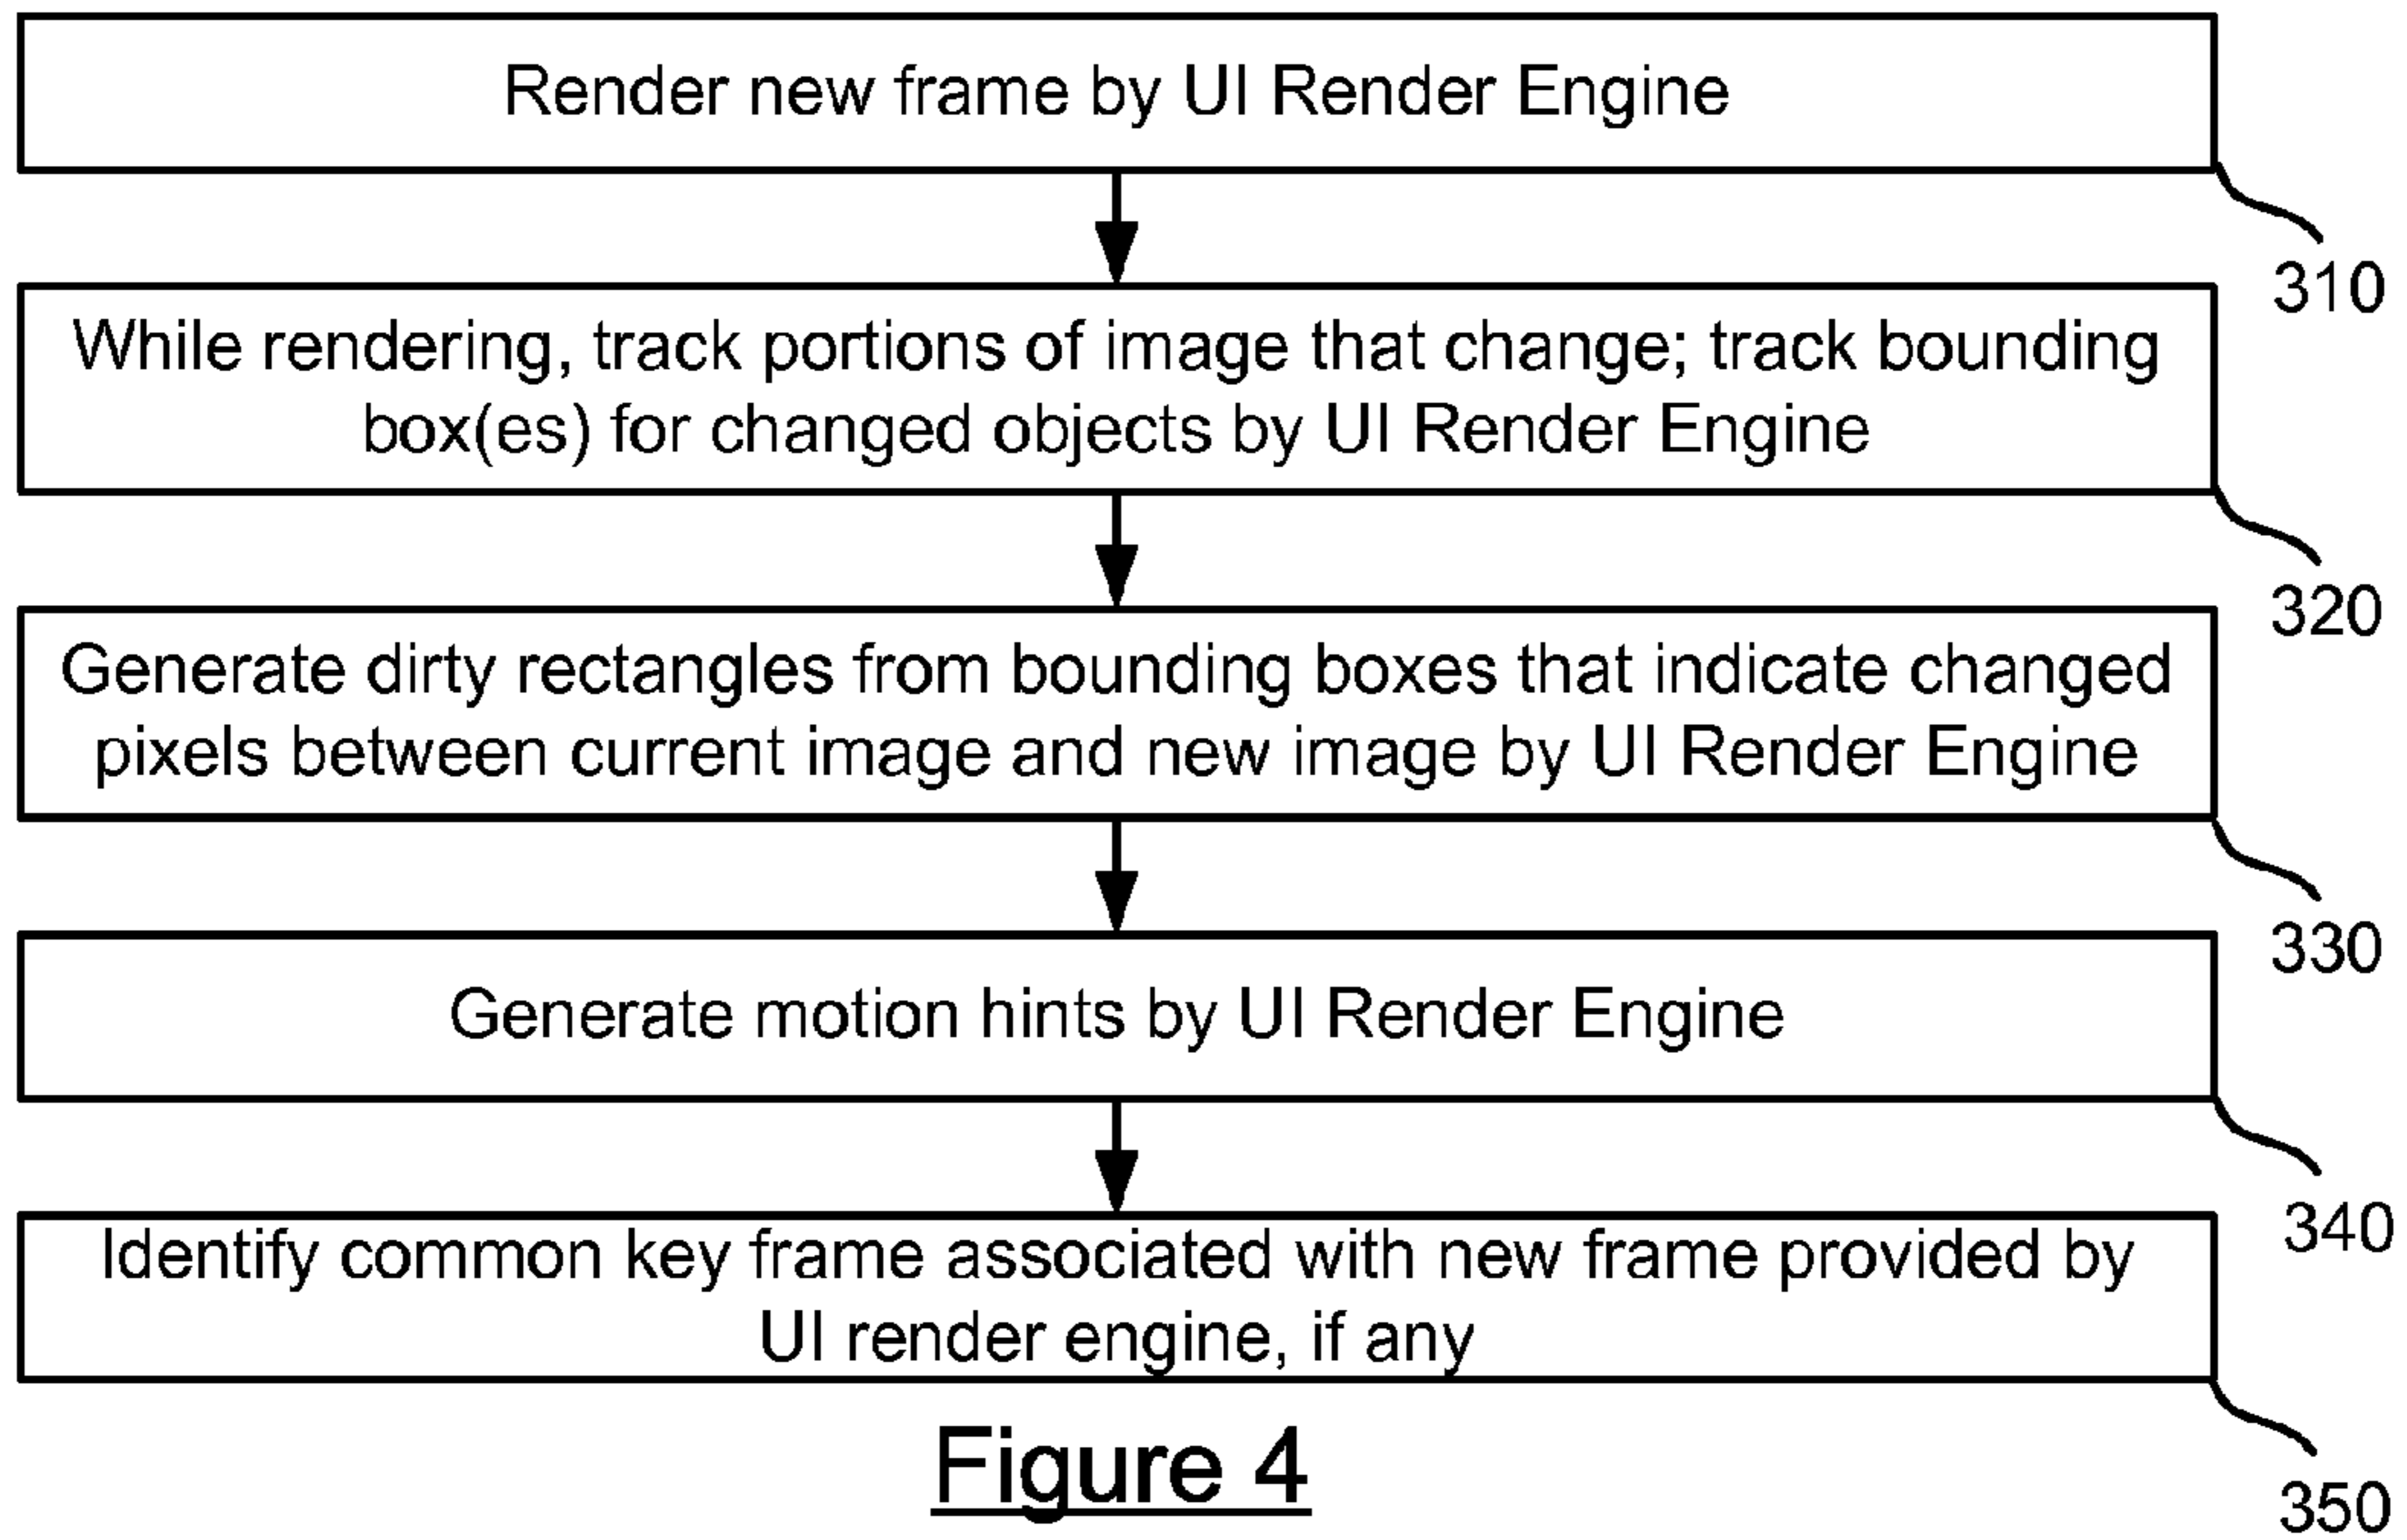 Render new frame by UI Render Engine
310
While rendering, track portions of image that change; track bounding
box(es) for changed objects by UI Render Engine
320
Generate dirty rectangles from bounding boxes that indicate changed
pixels between current image and new image by UI Render Engine
330
Generate motion hints by UI Render Engine
340
Identify common key frame associated with new frame provided by
UI render engine, if any
350
Figure 4